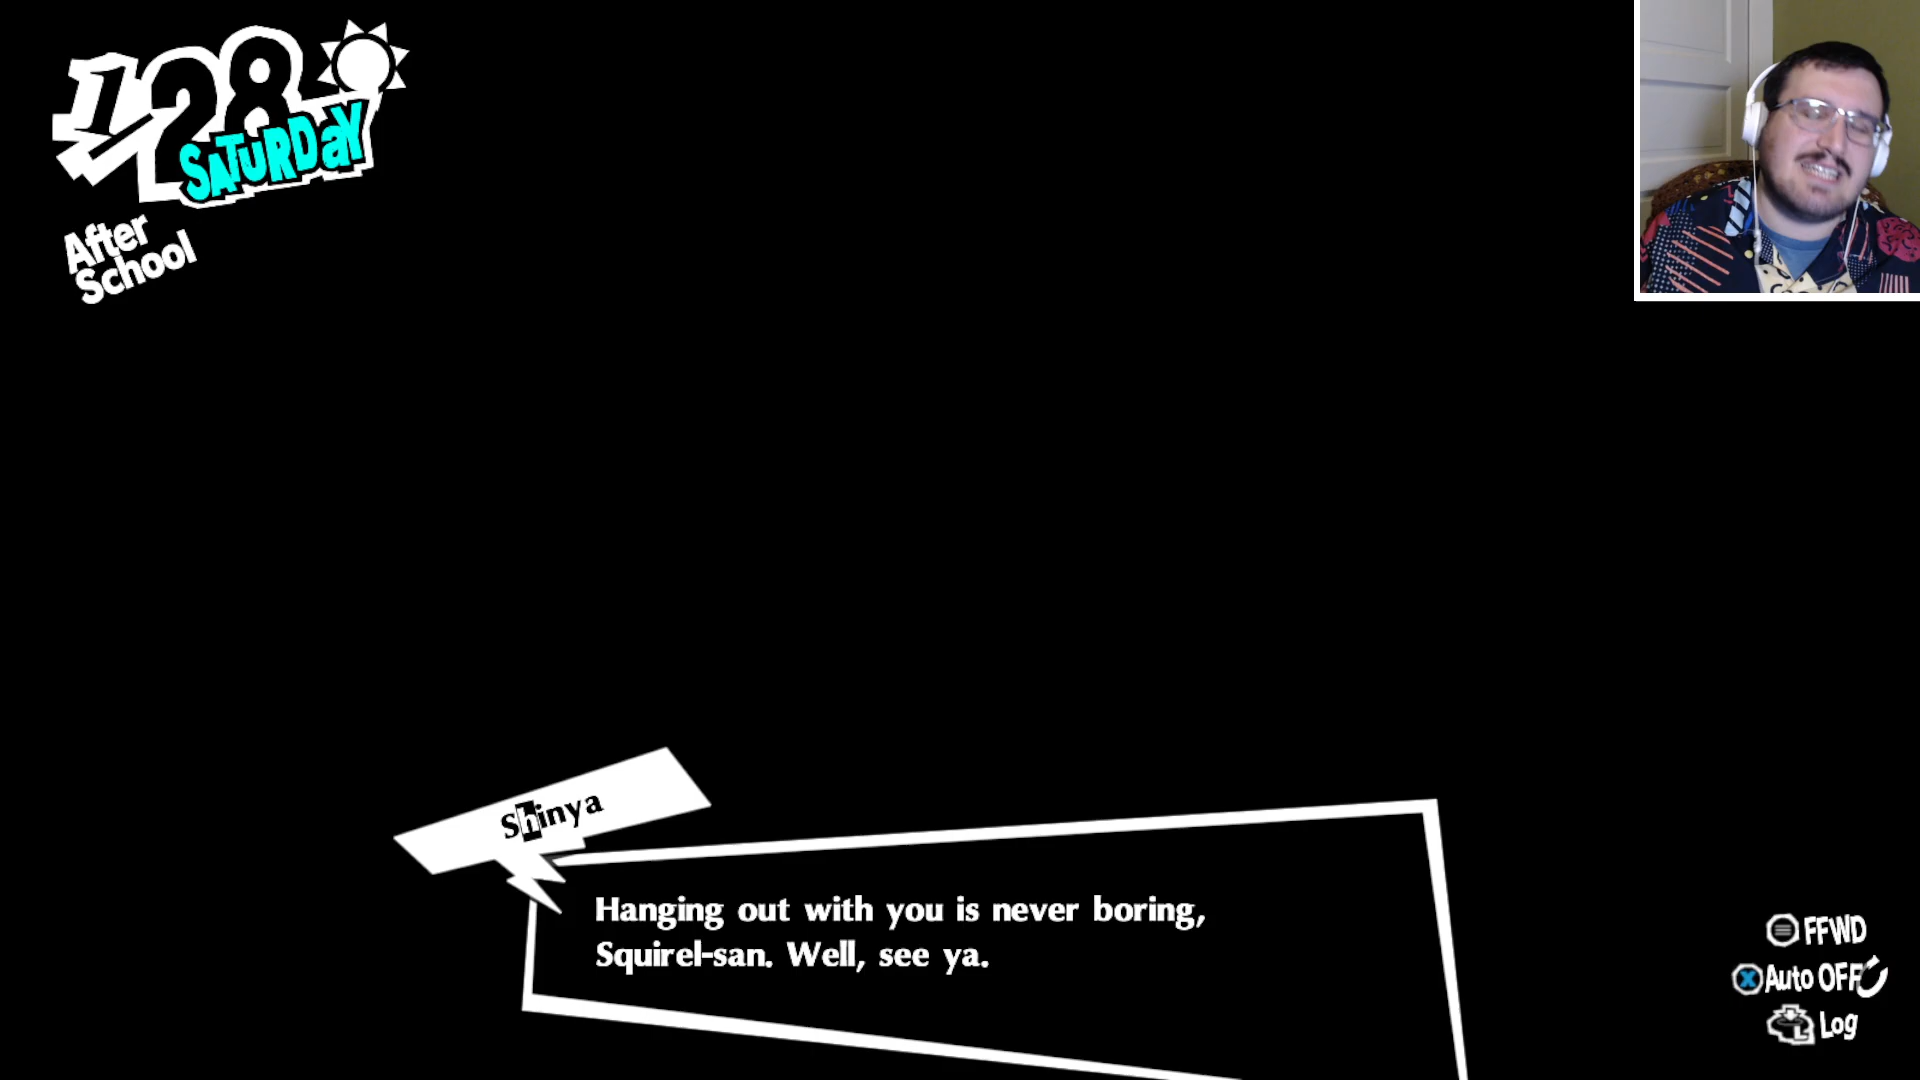 1/28
SATURDaY
After
School
Shinya
Hanging out with you is never boring,
Squirel-san. Well, see ya.
FFWD
X Auto OFF
L Log